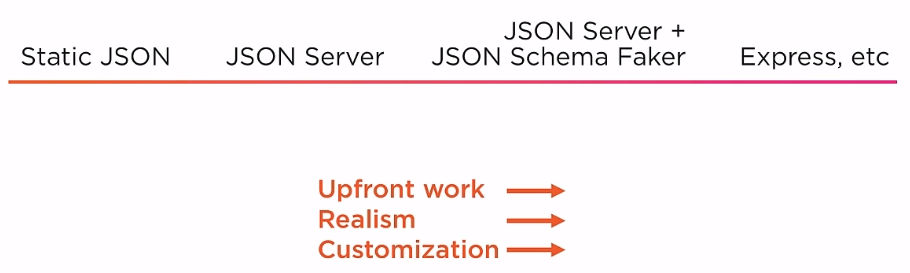 Static JSON
JSON Server
JSON Server +
JSON Schema Faker
Express, etc
Upfront work
Realism
Customization